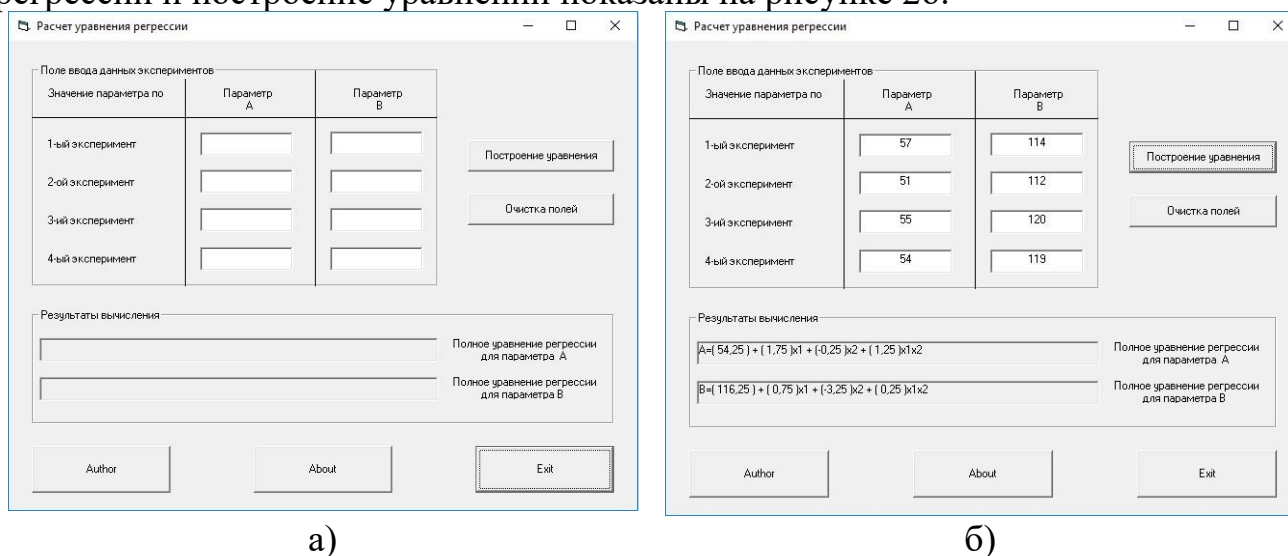 регрессии и построение уравнений показаны на рисунке 26.
Расчет уравнения регрессии
Поле ввода данных экспериментов
Значение параметра по
Параметр
А
Параметр
В
1-ый эксперимент
2-ой эксперимент
3-ий эксперимент
4-ый эксперимент
Построение уравнения
Очистка полей
Результаты вычисления
Полное уравнение регрессии
для параметра А
Полное уравнение регрессии
для параметра В
Author
About
Exit
а)
Расчет уравнения регрессии
Поле ввода данных экспериментов
Значение параметра по
Параметр
А
Параметр
В
1-ый эксперимент
57
114
2-ой эксперимент
51
112
3-ий эксперимент
55
120
4-ый эксперимент
54
119
Построение уравнения
Очистка полей
Результаты вычисления
A=( 54,25 ) + ( 1,75 )x1 + (-0,25 )x2 + ( 1,25 )x1x2
Полное уравнение регрессии
для параметра А
B=( 116,25 ) + ( 0,75 )x1 + (-3,25 )x2 + ( 0,25 )x1x2
Полное уравнение регрессии
для параметра В
Author
About
Exit
б)